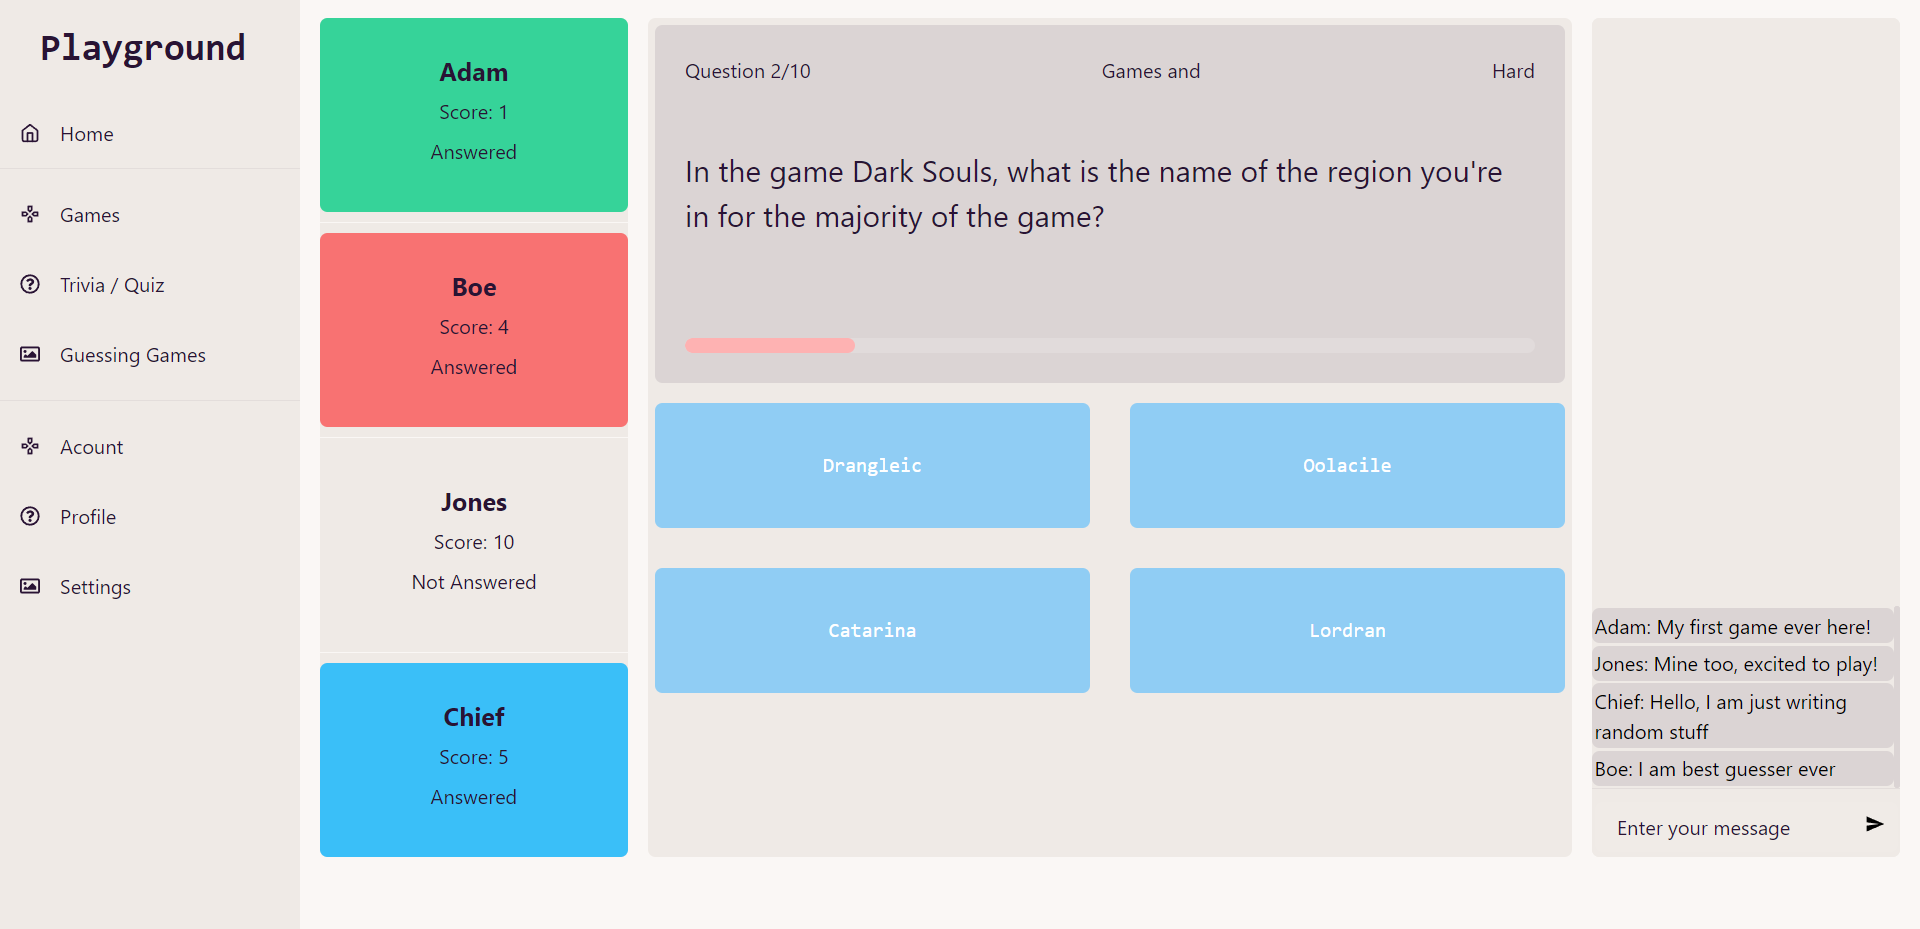 Playground
Home
Games
Trivia / Quiz
Guessing Games
Acount
Profile
Settings
Adam
Score: 1
Answered
Boe
Score: 4
Answered
Jones
Score: 10
Not Answered
Chief
Score: 5
Answered
Question 2/10 Games and Hard
In the game Dark Souls, what is the name of the region you're
in for the majority of the game?
Drangleic Oolacile
Catarina Lordran
Adam: My first game ever here!
Jones: Mine too, excited to play!
Chief: Hello, I am just writing
random stuff
Boe: I am best guesser ever
Enter your message